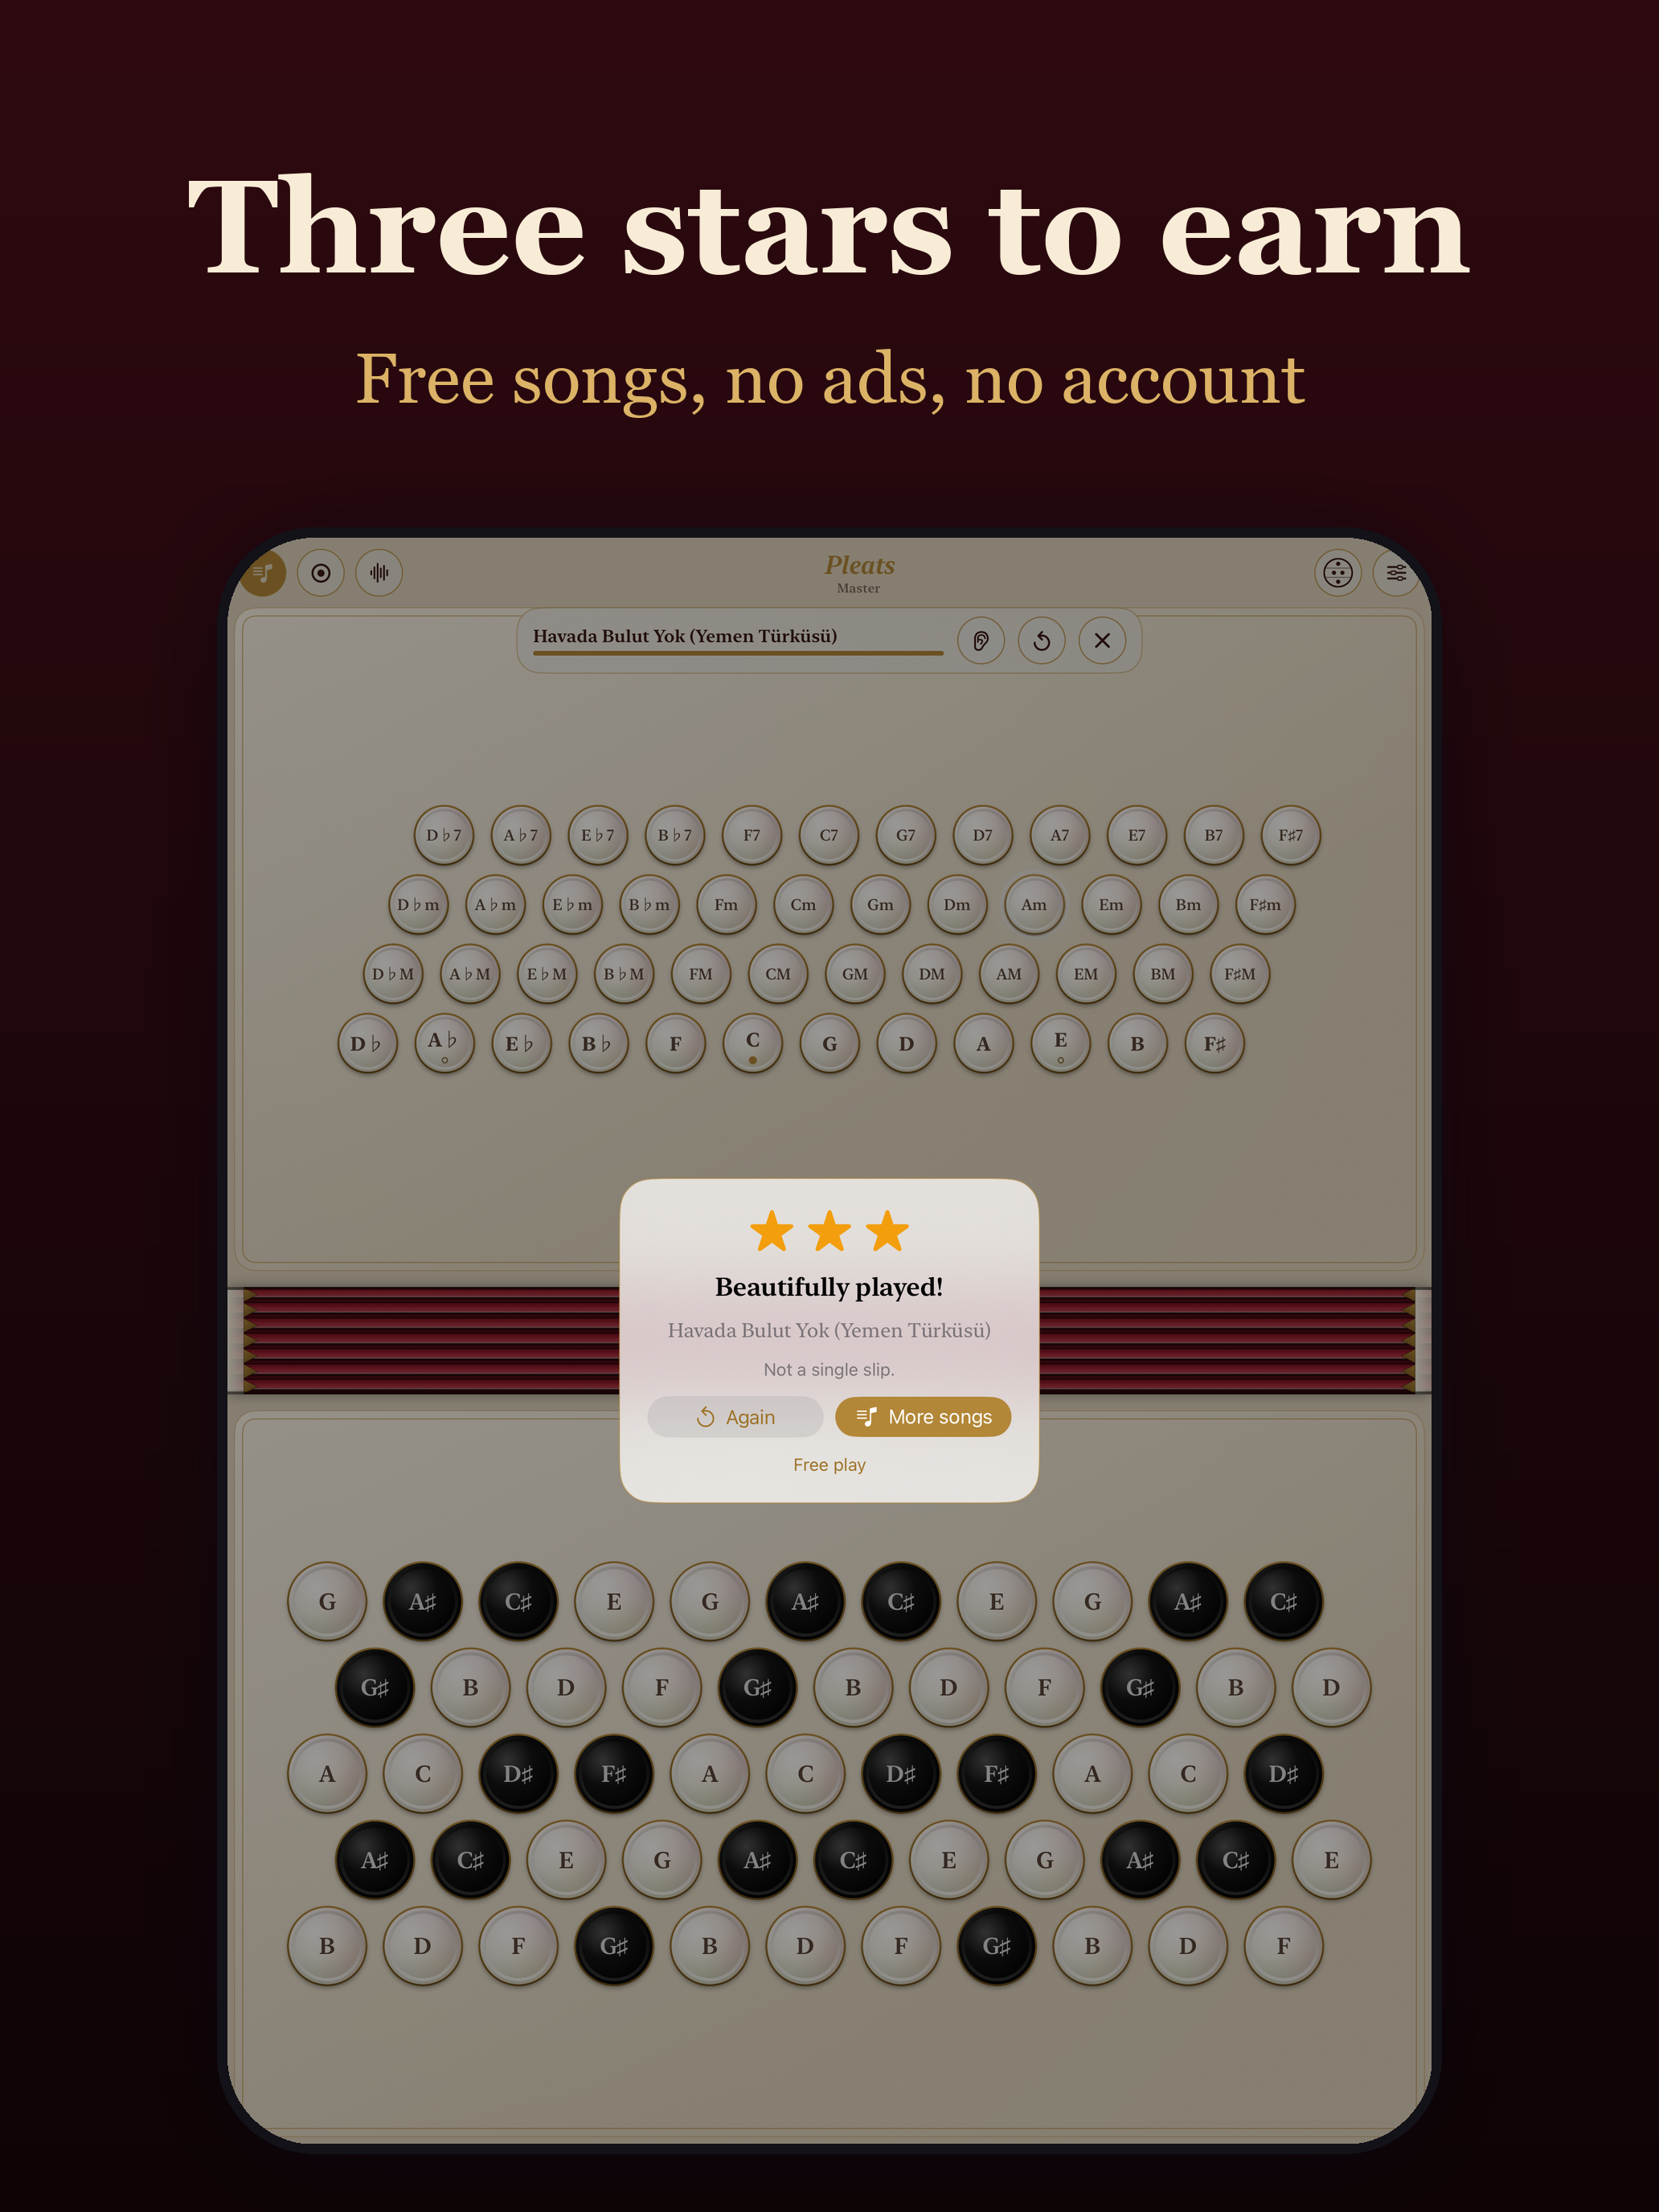 Three stars to earn
Free songs, no ads, no account
Pleats
Master
Havada Bulut Yok (Yemen Türküsü)
D♭7 A♭7 E♭7 B♭7 F7 C7 G7 D7 A7 E7 B7 F♯7
D♭m A♭m E♭m B♭m Fm Cm Gm Dm Am Em Bm F♯m
D♭M A♭M E♭M B♭M FM CM GM DM AM EM BM F♯M
D♭ A♭ E♭ B♭ F C G D A E B F♯
Beautifully played!
Havada Bulut Yok (Yemen Türküsü)
Not a single slip.
Again More songs
Free play
G A♯ C♯ E G A♯ C♯ E G A♯ C♯
G♯ B D F G♯ B D F G♯ B D
A C D♯ F♯ A C D♯ F♯ A C D♯
A♯ C♯ E G A♯ C♯ E G A♯ C♯ E
B D F G♯ B D F G♯ B D F